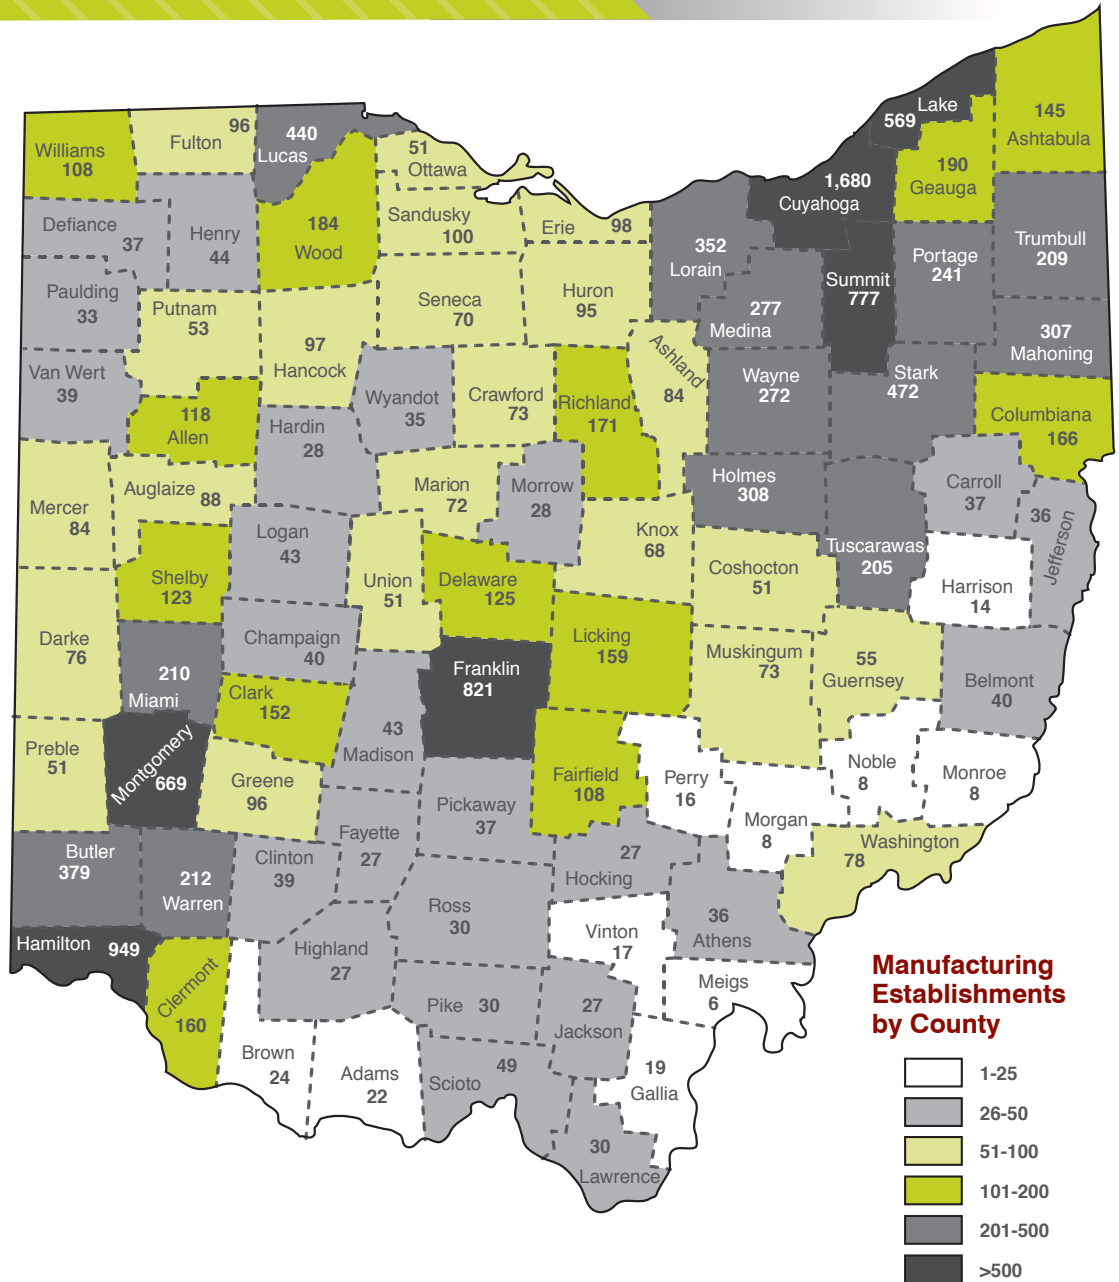 Lake
569
145
Ashtabula
96
Fulton
440
Lucas
Williams
108
51
Ottawa
190
Geauga
1,680
Cuyahoga
184
Wood
Sandusky
100
Erie 98
Defiance
37
Henry
44
352
Lorain
Trumbull
209
Portage
241
Summit
777
Paulding
33
Putnam
53
Seneca
70
Huron
95
277
Medina
307
Mahoning
97
Hancock
Ashland
84
Van Wert
39
Wyandot
35
Crawford
73
Richland
171
Wayne
272
Stark
472
118
Allen
Hardin
28
Columbiana
166
Mercer
84
Auglaize 88
Marion
72
Morrow
28
Holmes
308
Carroll
37
36
Jefferson
Logan
43
Knox
68
Tuscarawas
205
Shelby
123
Union
51
Delaware
125
Coshocton
51
Harrison
14
Darke
76
Champaign
40
Licking
159
Muskingum
73
55
Guernsey
Belmont
40
210
Miami
Clark
152
Franklin
821
43
Madison
Preble
51
Montgomery
669
Greene
96
Fairfield
108
Perry
16
Noble
8
Monroe
8
Pickaway
37
Morgan
8
Fayette
27
Washington
78
Butler
379
212
Warren
Clinton
39
27
Hocking
Ross
30
36
Athens
Vinton
17
Hamilton 949
Highland
27
Clermont
160
Pike 30
27
Jackson
Meigs
6
Brown
24
Adams
22
49
Scioto
19
Gallia
30
Lawrence
Manufacturing
Establishments
by County
1-25
26-50
51-100
101-200
201-500
>500